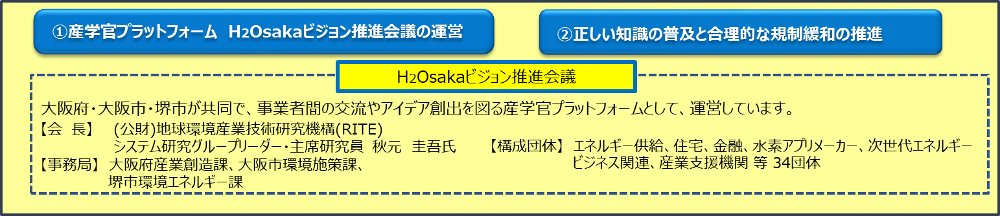 ①産学官プラットフォーム H2Osakaビジョン推進会議の運営
②正しい知識の普及と合理的な規制緩和の推進
H2Osakaビジョン推進会議
大阪府・大阪市・堺市が共同で、事業者間の交流やアイデア創出を図る産学官プラットフォームとして、運営しています。
【会 長】 (公財)地球環境産業技術研究機構(RITE)
システム研究グループリーダー・主席研究員 秋元 圭吾氏
【事務局】 大阪府産業創造課、大阪市環境施策課、
堺市環境エネルギー課
【構成団体】 エネルギー供給、住宅、金融、水素アプリメーカー、次世代エネルギー
ビジネス関連、産業支援機関 等 34団体